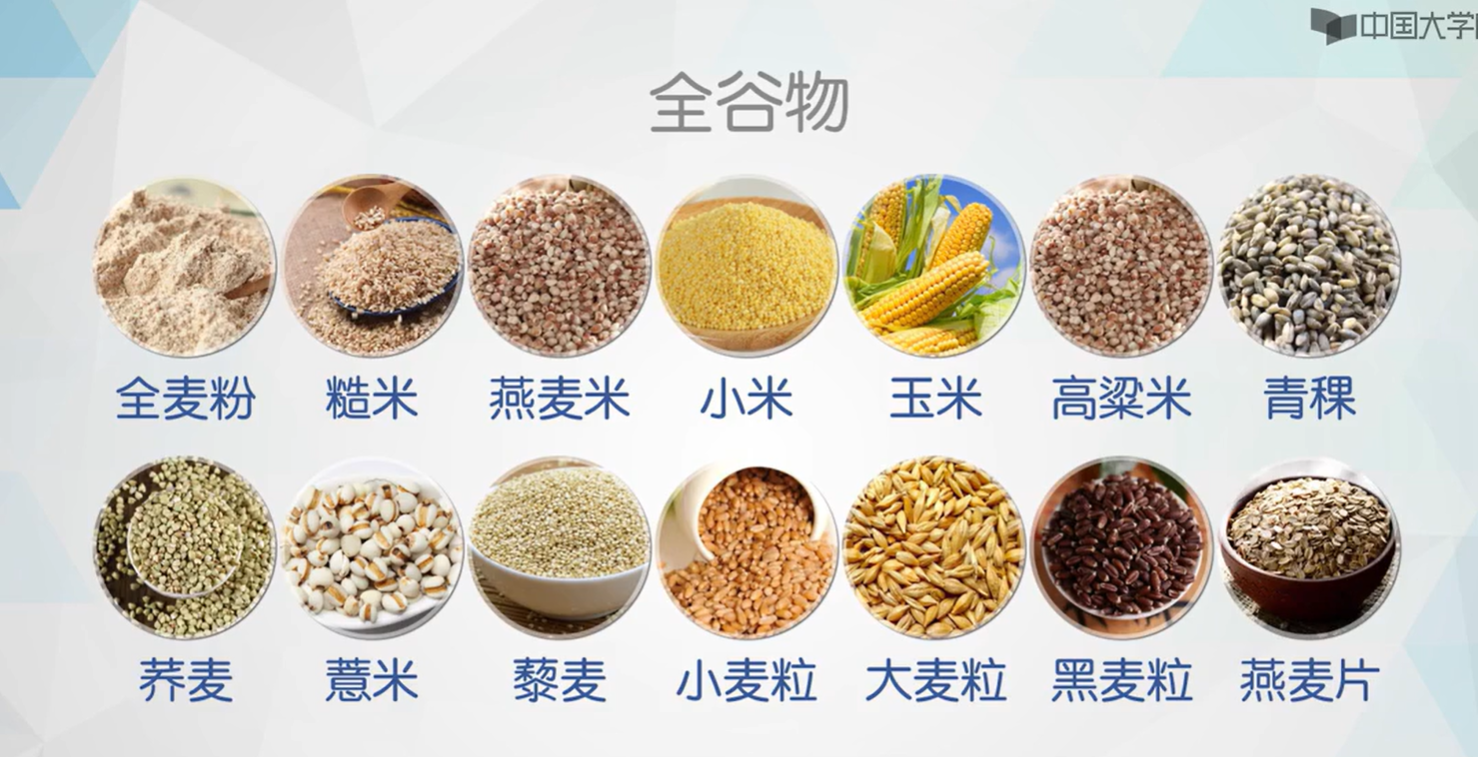 中国大学
全谷物
全麦粉 糙米 燕麦米 小米 玉米 高粱米 青稞
荞麦 薏米 藜麦 小麦粒 大麦粒 黑麦粒 燕麦片